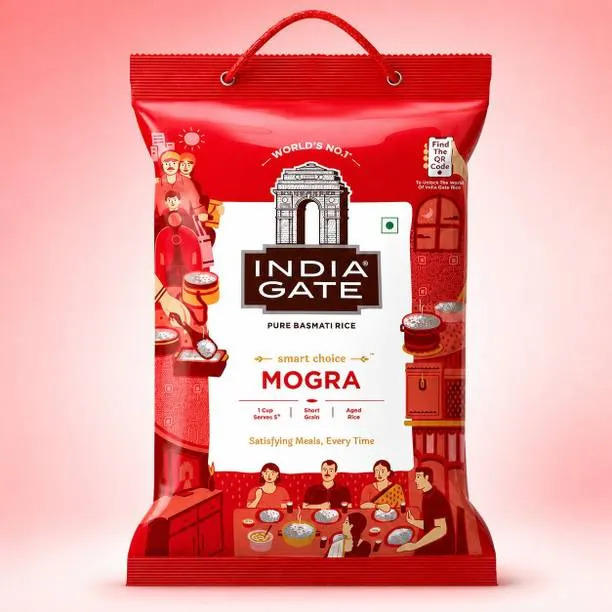 WORLD'S NO.1
Find
The
QR
Code
To Unlock The World
Of India Gate Rice
INDIA®
GATE
PURE BASMATI RICE
smart choice™
MOGRA
1 Cup
Serves 5*
Short
Grain
Aged
Rice
Satisfying Meals, Every Time